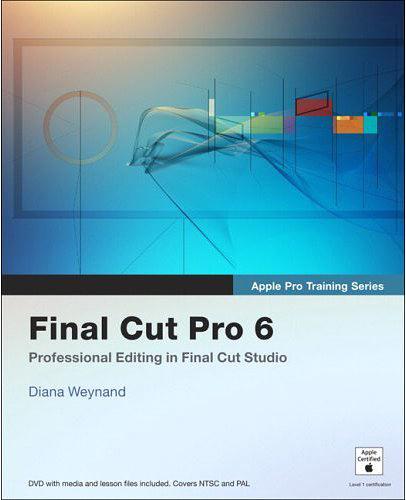 Apple Pro Training Series
Final Cut Pro 6
Professional Editing in Final Cut Studio
Diana Weynand
Apple
Certified
DVD with media and lesson files included. Covers NTSC and PAL
Level 1 certification